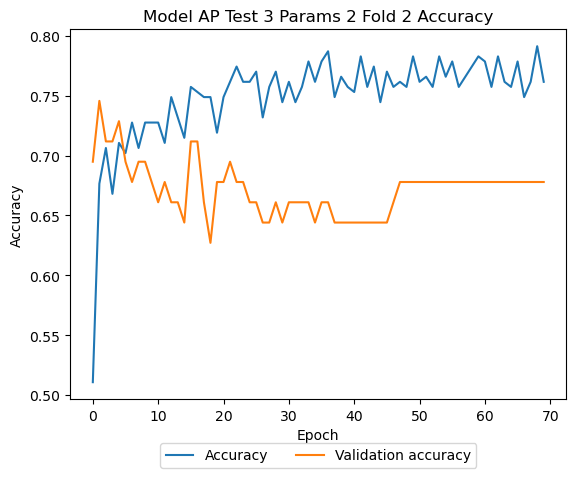 Model AP Test 3 Params 2 Fold 2 Accuracy
0.80
0.75
0.70
0.65
0.60
0.55
0.50
Accuracy
0 10 20 30 40 50 60 70
Epoch
Accuracy Validation accuracy